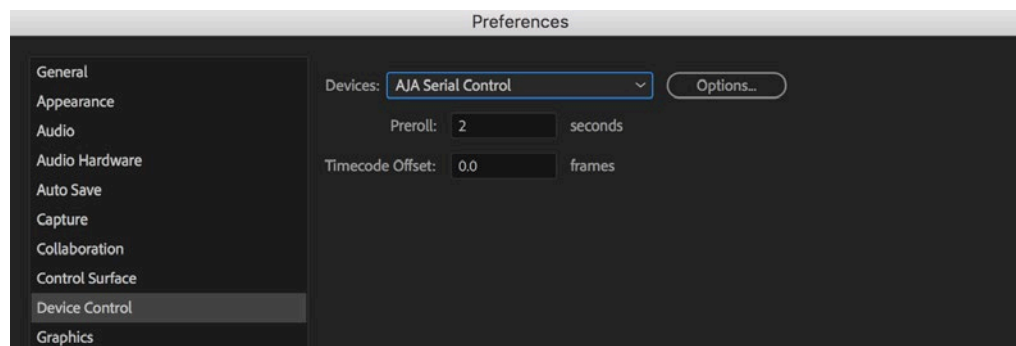 Preferences
General
Appearance
Audio
Audio Hardware
Auto Save
Capture
Collaboration
Control Surface
Device Control
Graphics
Devices: AJA Serial Control Options...
Preroll: 2 seconds
Timecode Offset: 0.0 frames